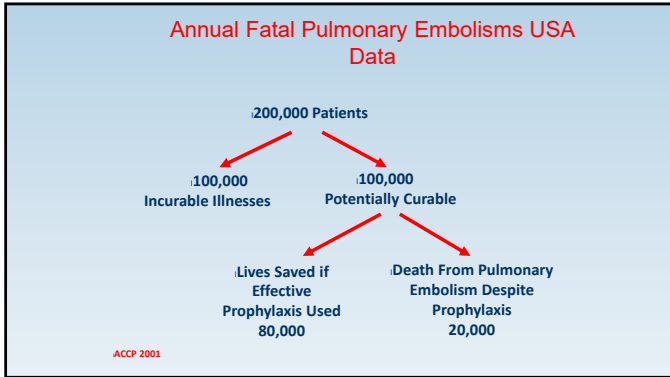 Annual Fatal Pulmonary Embolisms USA
Data
200,000 Patients
100,000
Incurable Illnesses
100,000
Potentially Curable
Lives Saved if
Effective
Prophylaxis Used
80,000
Death From Pulmonary
Embolism Despite
Prophylaxis
20,000
ACCP 2001